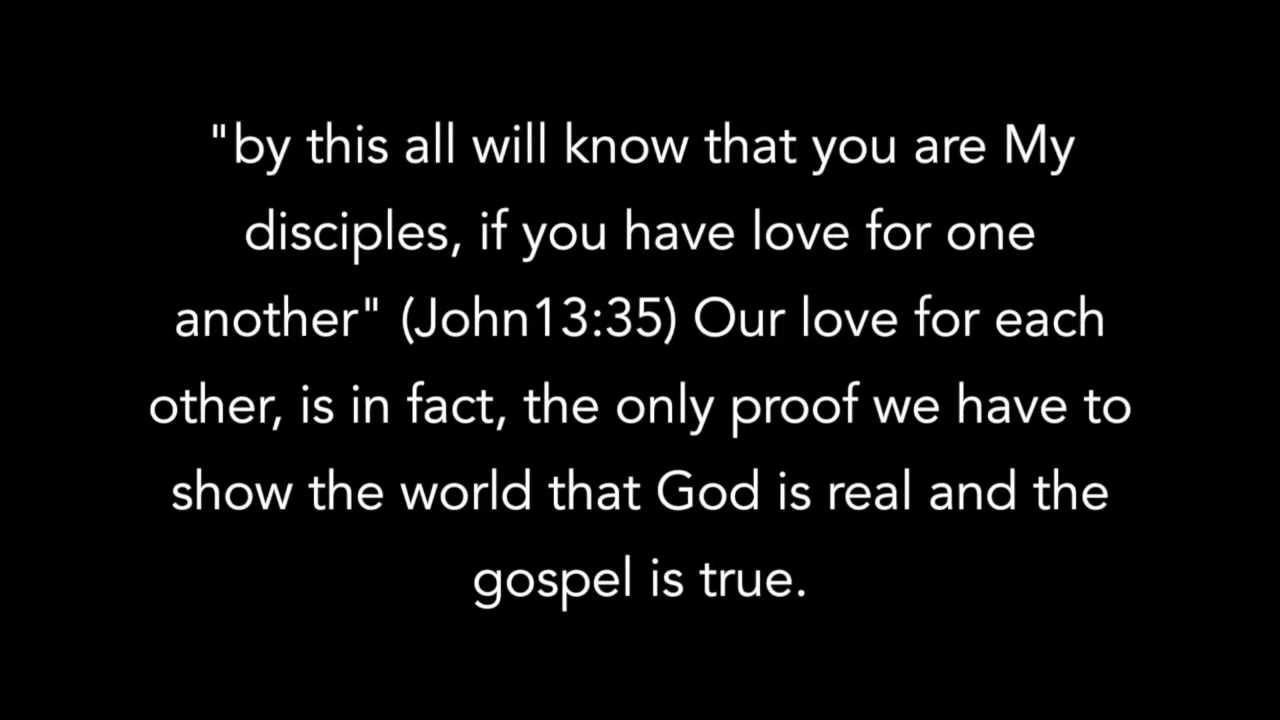 "by this all will know that you are My
disciples, if you have love for one
another" (John13:35) Our love for each
other, is in fact, the only proof we have to
show the world that God is real and the
gospel is true.